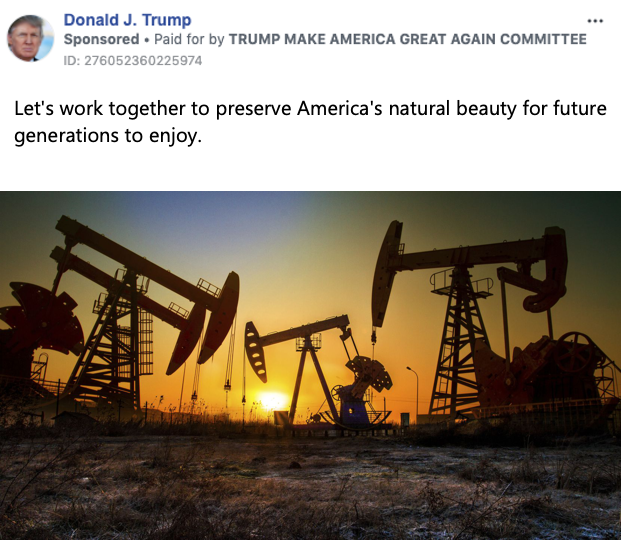 Donald J. Trump
Sponsored • Paid for by TRUMP MAKE AMERICA GREAT AGAIN COMMITTEE
ID: 276052360225974
Let's work together to preserve America's natural beauty for future
generations to enjoy.